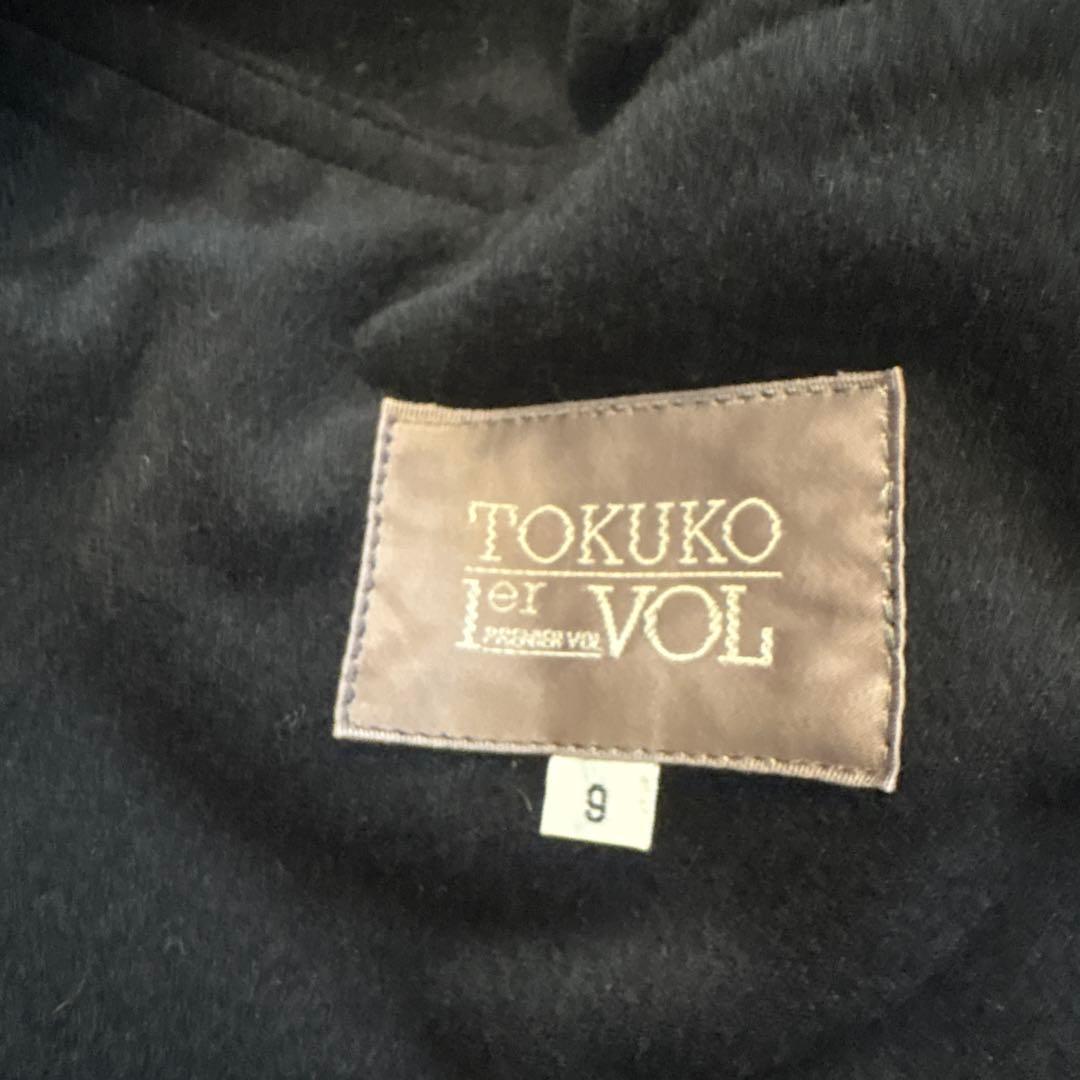 TOKUKO
1er VOL
PREMIER VOL
9